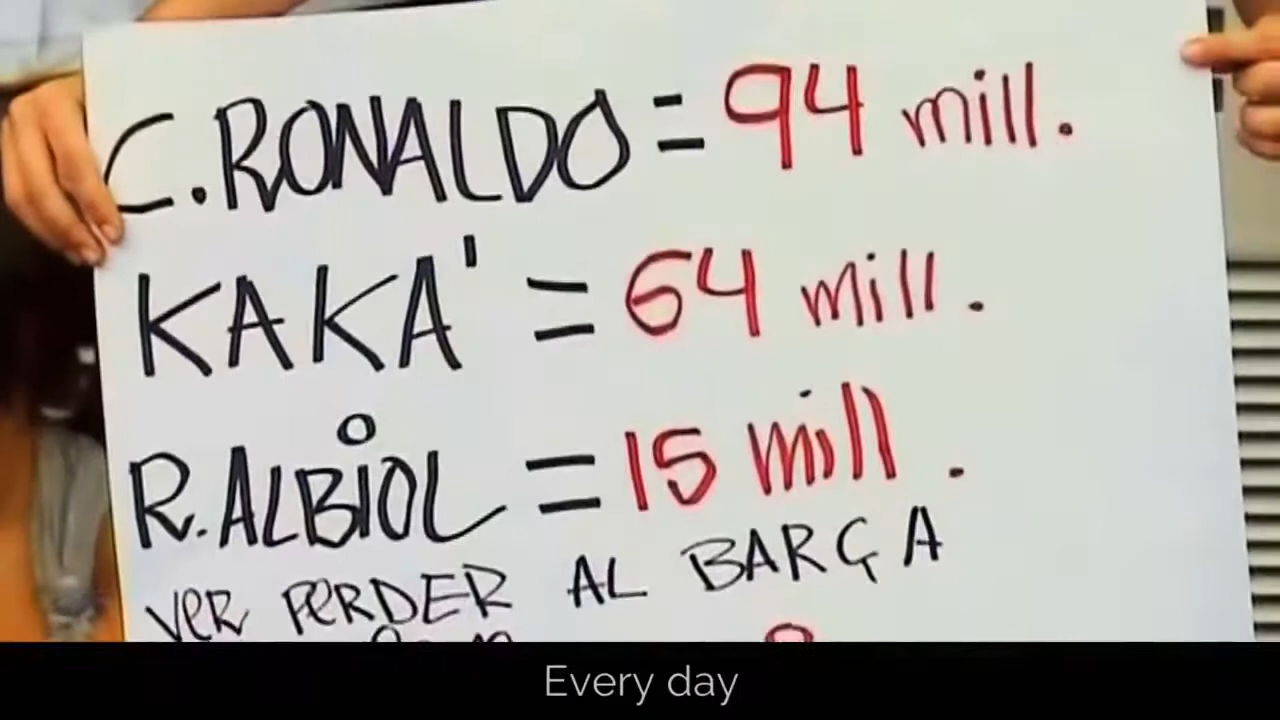 C.RONALDO = 94 mill.
KAKA' = 64 mill.
R.ALBIOL = 15 mill.
VER PERDER AL BARÇA
Every day